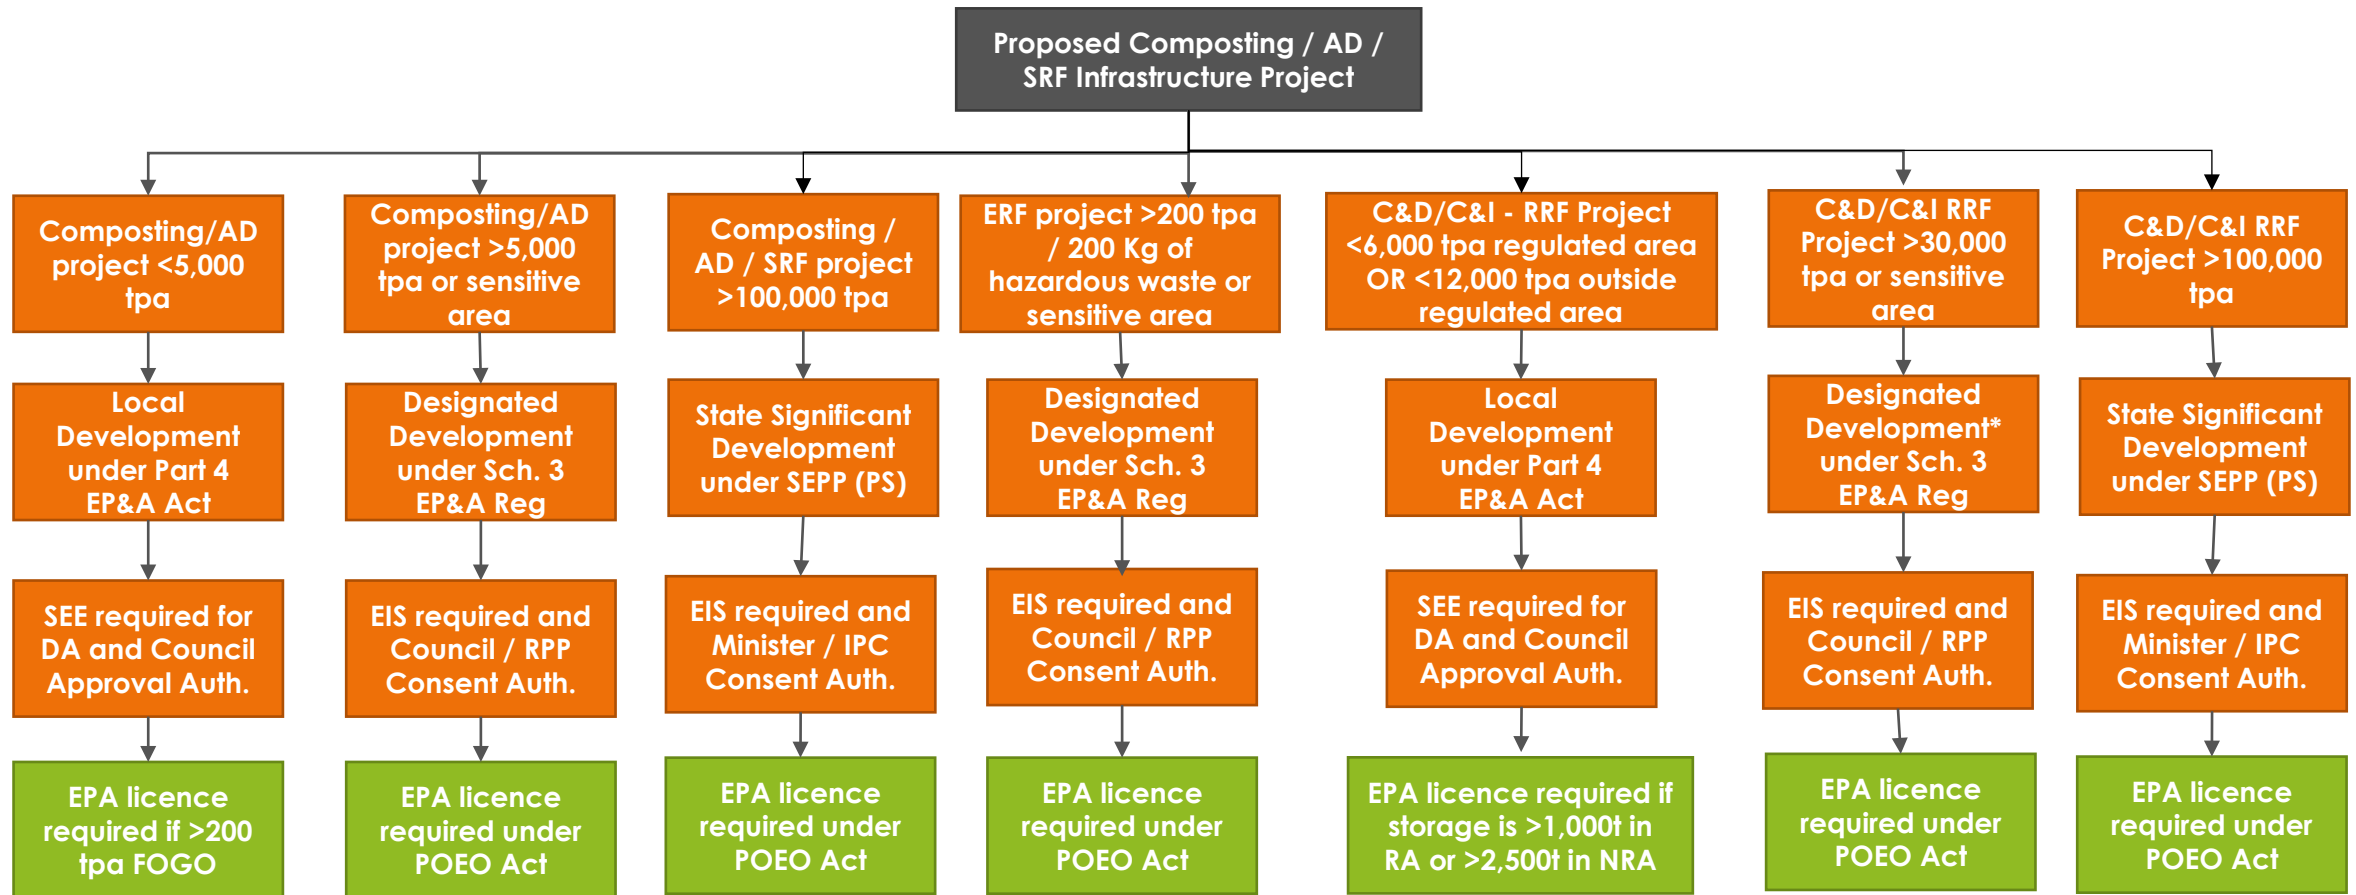 Proposed Composting / AD /
SRF Infrastructure Project
Composting/AD
project <5,000
tpa
Composting/AD
project >5,000
tpa or sensitive
area
Composting /
AD / SRF project
>100,000 tpa
ERF project >200 tpa
/ 200 Kg of
hazardous waste or
sensitive area
C&D/C&I - RRF Project
<6,000 tpa regulated area
OR <12,000 tpa outside
regulated area
C&D/C&I RRF
Project >30,000
tpa or sensitive
area
C&D/C&I RRF
Project >100,000
tpa
Local
Development
under Part 4
EP&A Act
Designated
Development
under Sch. 3
EP&A Reg
State Significant
Development
under SEPP (PS)
Designated
Development
under Sch. 3
EP&A Reg
Local
Development
under Part 4
EP&A Act
Designated
Development*
under Sch. 3
EP&A Reg
State Significant
Development
under SEPP (PS)
SEE required for
DA and Council
Approval Auth.
EIS required and
Council / RPP
Consent Auth.
EIS required and
Minister / IPC
Consent Auth.
EIS required and
Council / RPP
Consent Auth.
SEE required for
DA and Council
Approval Auth.
EIS required and
Council / RPP
Consent Auth.
EIS required and
Minister / IPC
Consent Auth.
EPA licence
required if >200
tpa FOGO
EPA licence
required under
POEO Act
EPA licence
required under
POEO Act
EPA licence
required under
POEO Act
EPA licence required if
storage is >1,000t in
RA or >2,500t in NRA
EPA licence
required under
POEO Act
EPA licence
required under
POEO Act